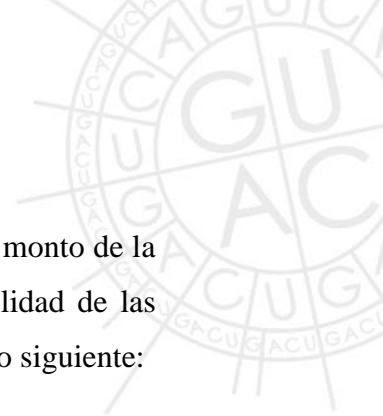 monto de la
lidad de las
o siguiente: